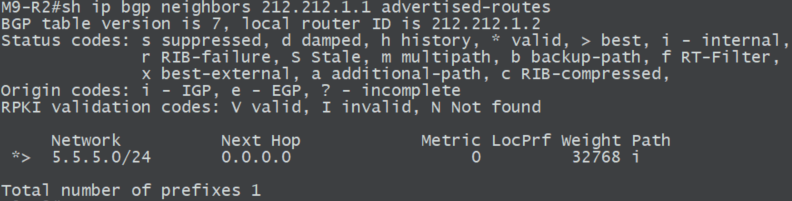 M9-R2#sh ip bgp neighbors 212.212.1.1 advertised-routes
BGP table version is 7, local router ID is 212.212.1.2
Status codes: s suppressed, d damped, h history, * valid, > best, i - internal,
              r RIB-failure, S Stale, m multipath, b backup-path, f RT-Filter,
              x best-external, a additional-path, c RIB-compressed,
Origin codes: i - IGP, e - EGP, ? - incomplete
RPKI validation codes: V valid, I invalid, N Not found
     Network          Next Hop            Metric LocPrf Weight Path
 *>  5.5.5.0/24       0.0.0.0                  0         32768 i
Total number of prefixes 1